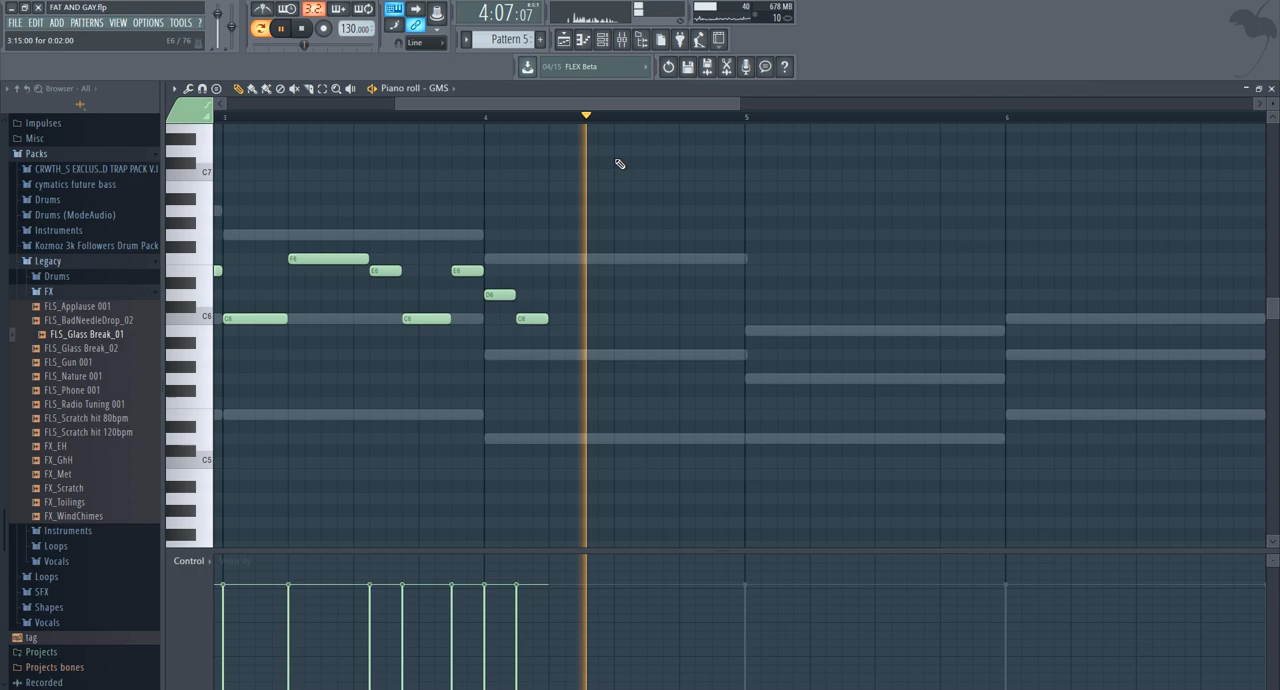 FAT AND GAY.flp
FILE EDIT ADD PATTERNS VIEW OPTIONS TOOLS ?
3:15:00 for 0:02:00 E6 / 76
3.2
130.000
Line
4:07:07
Pattern 5
40
678 MB
10
04/15 FLEX Beta
Browser - All
Piano roll - GMS
3 4 5 6
Impulses
Misc
Packs
CRWTH_S EXCLUS..D TRAP PACK V.I
cymatics future bass
Drums
Drums (ModeAudio)
Instruments
Kozmoz 3k Followers Drum Pack
Legacy
Drums
FX
FLS_Applause 001
FLS_BadNeedleDrop_02
FLS_Glass Break_01
FLS_Glass Break_02
FLS_Gun 001
FLS_Nature 001
FLS_Phone 001
FLS_Radio Tuning 001
FLS_Scratch hit 80bpm
FLS_Scratch hit 120bpm
FX_EH
FX_GhH
FX_Met
FX_Scratch
FX_Toilings
FX_WindChimes
Instruments
Loops
Vocals
Loops
SFX
Shapes
Vocals
tag
Projects
Projects bones
Recorded
C7
F6
E6 E6
D6
C6 C6 C6 C6
C5
Control Velocity